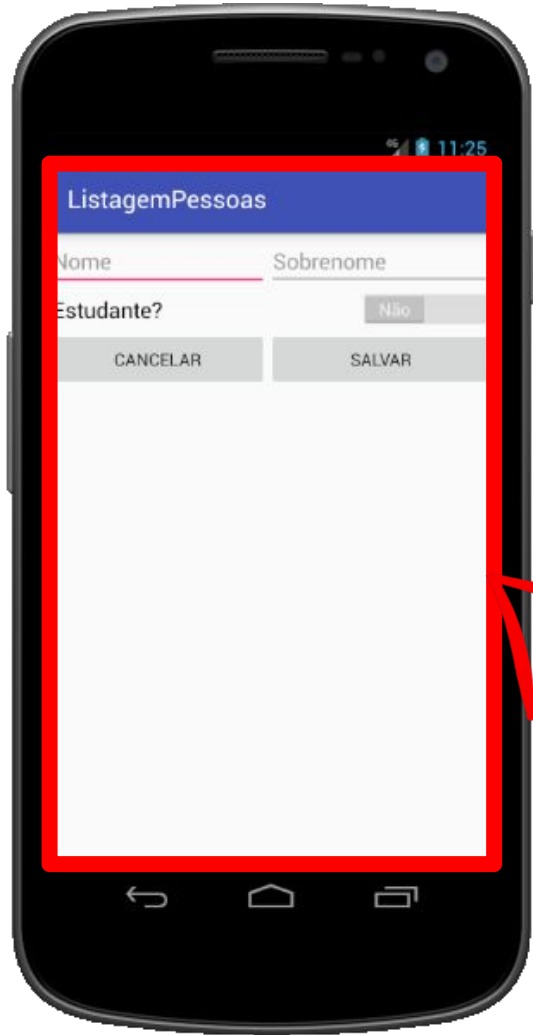 11:25
ListagemPessoas
Nome Sobrenome
Estudante? Não
CANCELAR SALVAR